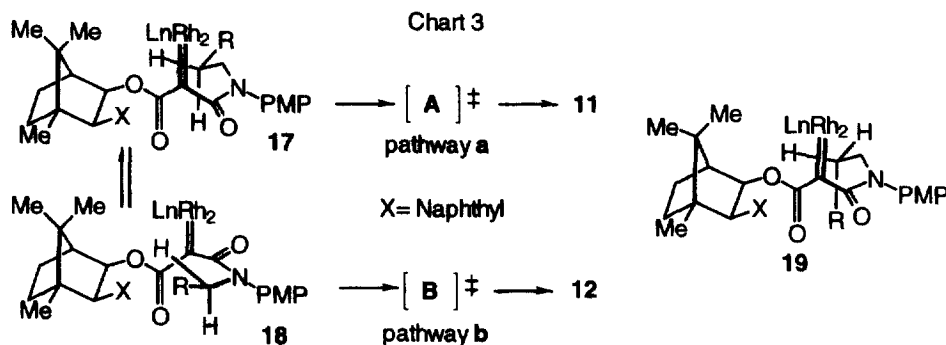 Chart 3
Me Me LnRh2 R
H
O N PMP
X H
Me O O 17
[ A ]‡ 11
pathway a
X= Naphthyl
Me Me LnRh2
H O
O N PMP
X R
Me O H 18
[ B ]‡ 12
pathway b
Me Me LnRh2 H
H H
O N PMP
X R
Me O O
19